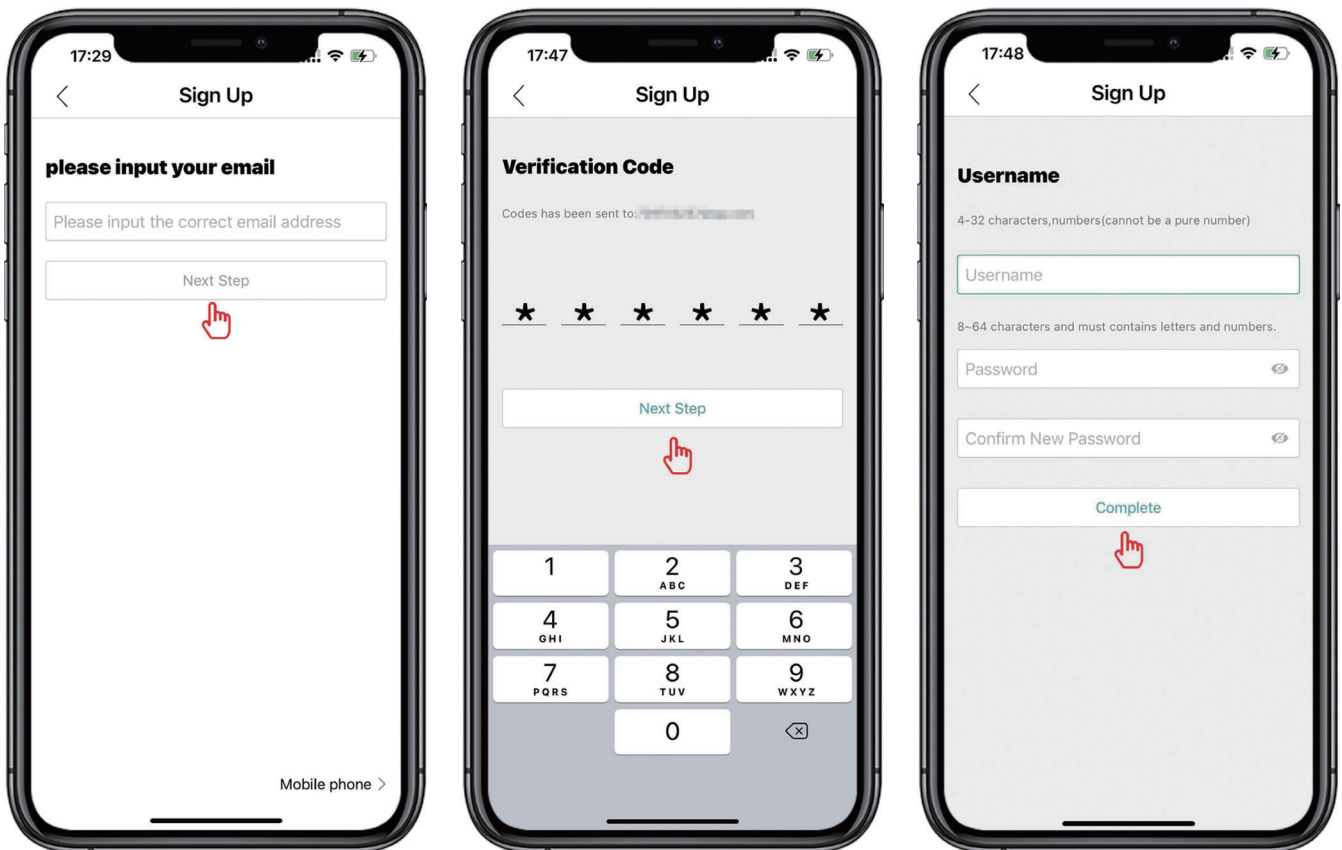 17:29
Sign Up
please input your email
Please input the correct email address
Next Step
Mobile phone >
17:47
Sign Up
Verification Code
Codes has been sent to:
* * * * * *
Next Step
1
2
ABC
3
DEF
4
GHI
5
JKL
6
MNO
7
PQRS
8
TUV
9
WXYZ
0
17:48
Sign Up
Username
4-32 characters,numbers(cannot be a pure number)
Username
8~64 characters and must contains letters and numbers.
Password
Confirm New Password
Complete